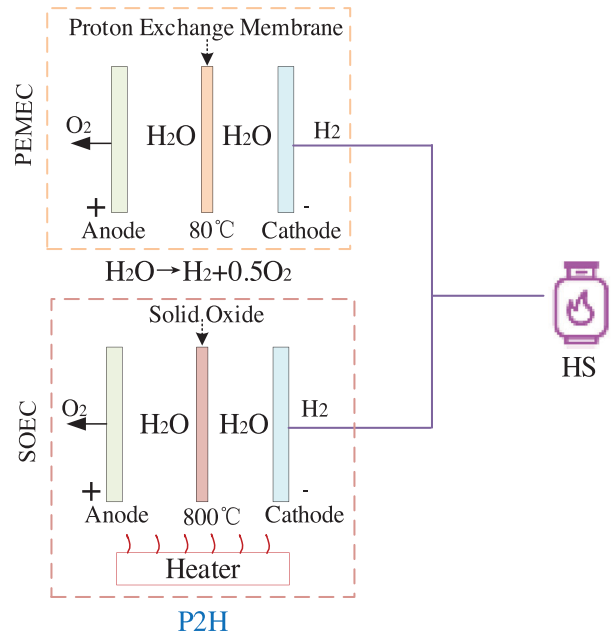 Proton Exchange Membrane
PEMEC
O₂
H₂O
H₂O
H₂
+
-
Anode
80℃
Cathode
H₂O→H₂+0.5O₂
HS
Solid Oxide
SOEC
O₂
H₂O
H₂O
H₂
+
-
Anode
800℃
Cathode
Heater
P2H